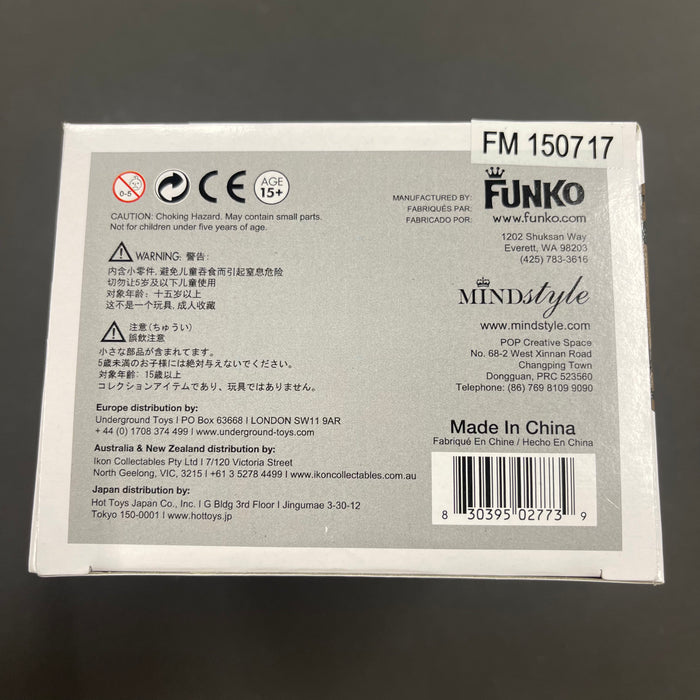 FM 150717
0-5
CE
AGE
15+
CAUTION: Choking Hazard. May contain small parts.
Not for children under five years of age.
WARNING: 警告:
内含小零件, 避免儿童吞食而引起窒息危险
切勿让5岁及以下儿童使用
对象年龄: 十五岁以上
这不是一个玩具, 成人收藏
注意 (ちゅうい)
誤飲注意
小さな部品が含まれてます。
5歳未満のお子様には絶対与えないでください。
対象年齢: 15歳以上
コレクションアイテムであり、玩具ではありません。
Europe distribution by:
Underground Toys | PO Box 63668 | LONDON SW11 9AR
+ 44 (0) 1708 374 499 | www.underground-toys.com
Australia & New Zealand distribution by:
Ikon Collectables Pty Ltd | 7/120 Victoria Street
North Geelong, VIC, 3215 | +61 3 5278 4499 | www.ikoncollectables.com.au
Japan distribution by:
Hot Toys Japan Co., Inc. | G Bldg 3rd Floor | Jingumae 3-30-12
Tokyo 150-0001 | www.hottoys.jp
MANUFACTURED BY:
FABRIQUÉS PAR:
FABRICADO POR:
FUNKO
www.funko.com
1202 Shuksan Way
Everett, WA 98203
(425) 783-3616
MINDstyle
www.mindstyle.com
POP Creative Space
No. 68-2 West Xinnan Road
Changping Town
Dongguan, PRC 523560
Telephone: (86) 769 8109 9090
Made In China
Fabriqué En Chine / Hecho En China
8 30395 02773 9